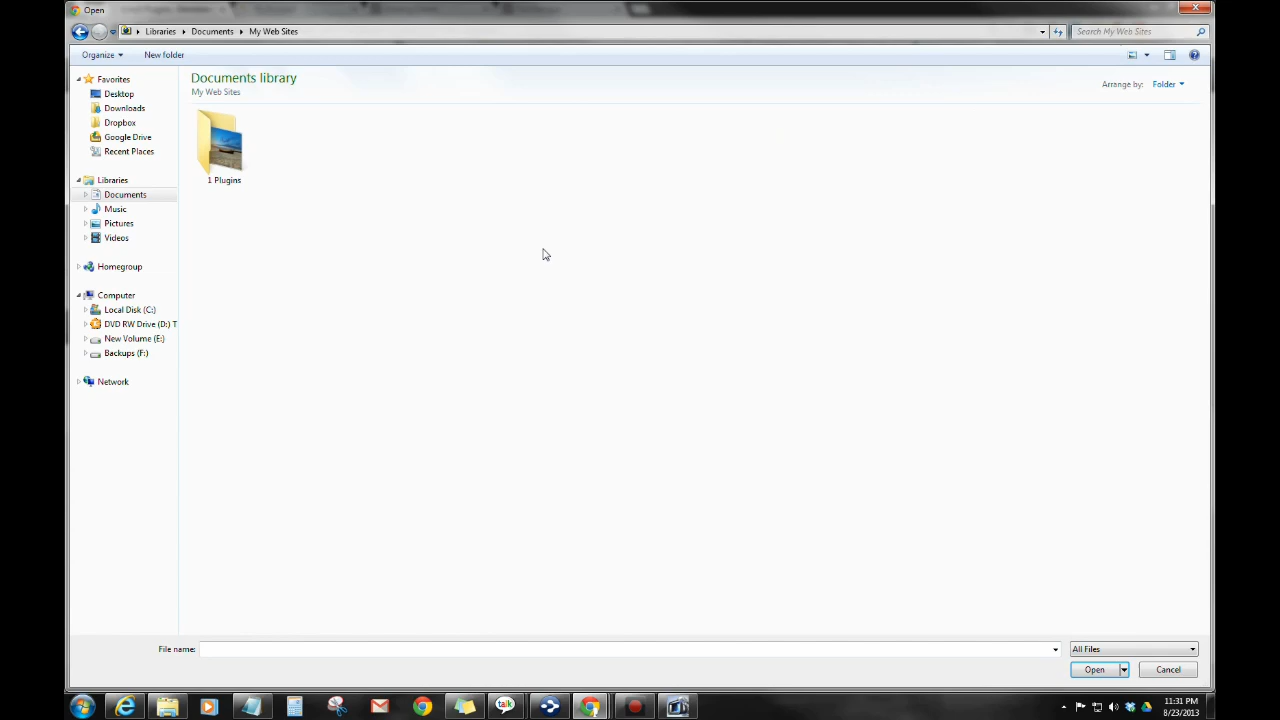 Open
Libraries Documents My Web Sites
Search My Web Sites
Organize New folder
Documents library
My Web Sites
Arrange by: Folder
Favorites
Desktop
Downloads
Dropbox
Google Drive
Recent Places
Libraries
Documents
Music
Pictures
Videos
Homegroup
Computer
Local Disk (C:)
DVD RW Drive (D:) T
New Volume (E:)
Backups (F:)
Network
1 Plugins
File name:
All Files
Open Cancel
talk
11:31 PM
8/23/2013